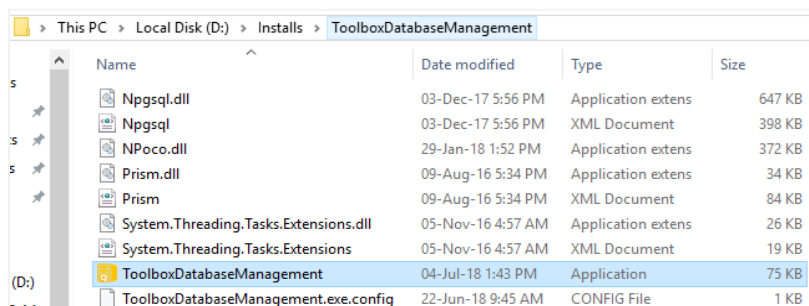 > This PC > Local Disk (D:) > Installs > ToolboxDatabaseManagement
Name Date modified Type Size
s
Npgsql.dll 03-Dec-17 5:56 PM Application extens 647 KB
Npgsql 03-Dec-17 5:56 PM XML Document 398 KB
:s
NPoco.dll 29-Jan-18 1:52 PM Application extens 372 KB
s
Prism.dll 09-Aug-16 5:34 PM Application extens 34 KB
Prism 09-Aug-16 5:34 PM XML Document 84 KB
System.Threading.Tasks.Extensions.dll 05-Nov-16 4:57 AM Application extens 26 KB
System.Threading.Tasks.Extensions 05-Nov-16 4:57 AM XML Document 19 KB
(D:)
ToolboxDatabaseManagement 04-Jul-18 1:43 PM Application 75 KB
ToolboxDatabaseManagement.exe.config 22-Jun-18 9:45 AM CONFIG File 1 KB